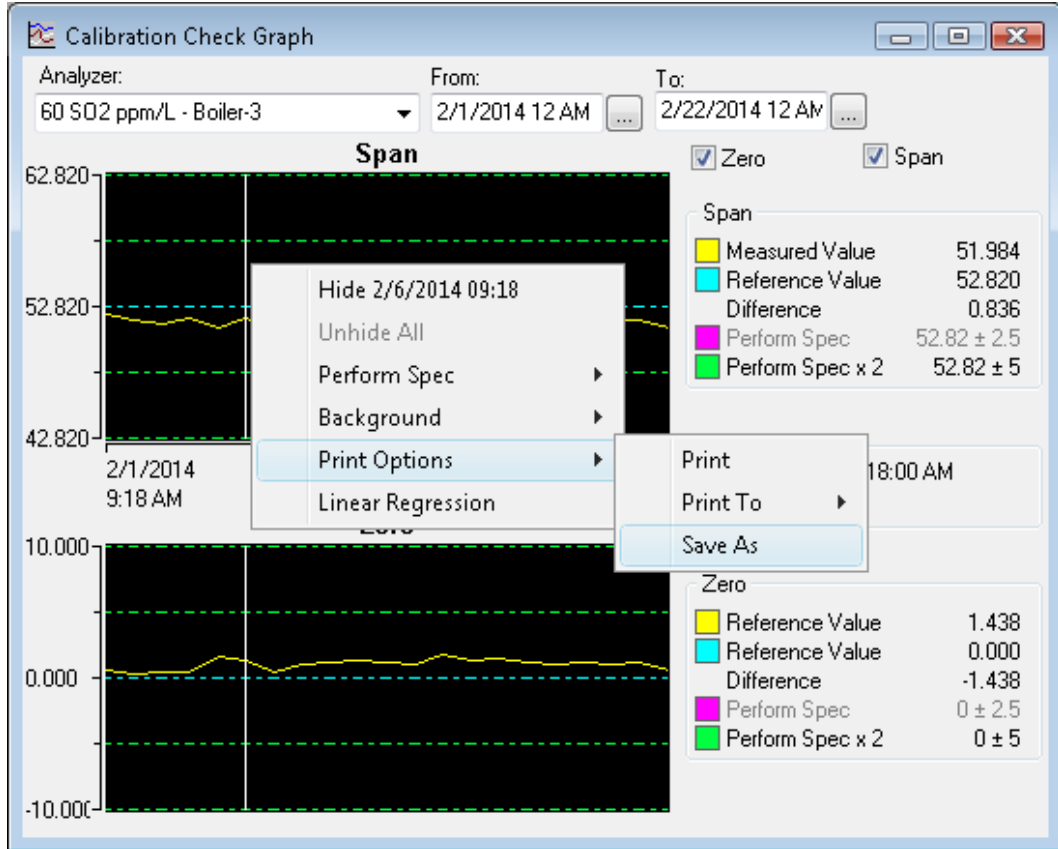 Calibration Check Graph
Analyzer:
From:
To:
60 SO2 ppm/L - Boiler-3
2/1/2014 12 AM
...
2/22/2014 12 AM
...
Span
Zero
Span
62.820
52.820
42.820
2/1/2014
9:18 AM
Hide 2/6/2014 09:18
Unhide All
Perform Spec
Background
Print Options
Linear Regression
Print
Print To
Save As
18:00 AM
Span
Measured Value 51.984
Reference Value 52.820
Difference 0.836
Perform Spec 52.82 ± 2.5
Perform Spec x 2 52.82 ± 5
Zero
10.000
0.000
-10.000
Zero
Reference Value 1.438
Reference Value 0.000
Difference -1.438
Perform Spec 0 ± 2.5
Perform Spec x 2 0 ± 5